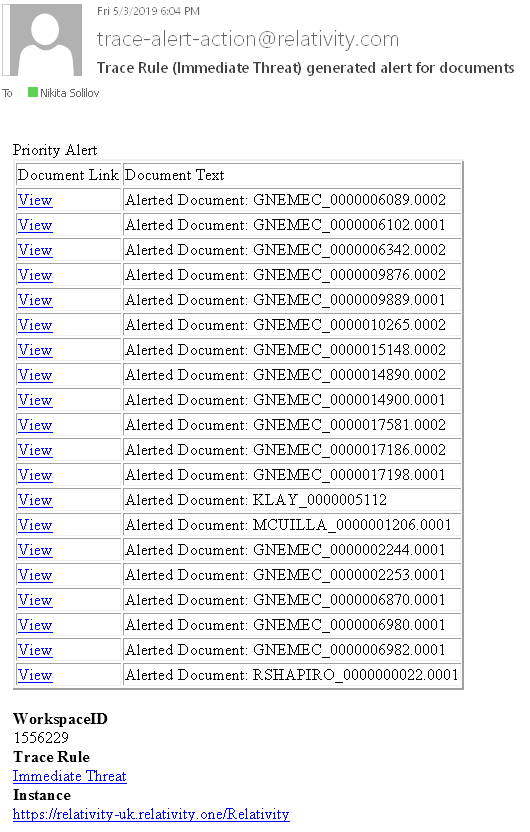 Fri 5/3/2019 6:04 PM
trace-alert-action@relativity.com
Trace Rule (Immediate Threat) generated alert for documents
To Nikita Solilov
Priority Alert
Document Link Document Text
View Alerted Document: GNEMEC_0000006089.0002
View Alerted Document: GNEMEC_0000006102.0001
View Alerted Document: GNEMEC_0000006342.0002
View Alerted Document: GNEMEC_0000009876.0002
View Alerted Document: GNEMEC_0000009889.0001
View Alerted Document: GNEMEC_0000010265.0002
View Alerted Document: GNEMEC_0000015148.0002
View Alerted Document: GNEMEC_0000014890.0002
View Alerted Document: GNEMEC_0000014900.0001
View Alerted Document: GNEMEC_0000017581.0002
View Alerted Document: GNEMEC_0000017186.0002
View Alerted Document: GNEMEC_0000017198.0001
View Alerted Document: KLAY_0000005112
View Alerted Document: MCUILLA_0000001206.0001
View Alerted Document: GNEMEC_0000002244.0001
View Alerted Document: GNEMEC_0000002253.0001
View Alerted Document: GNEMEC_0000006870.0001
View Alerted Document: GNEMEC_0000006980.0001
View Alerted Document: GNEMEC_0000006982.0001
View Alerted Document: RSHAPIRO_0000000022.0001
WorkspaceID
1556229
Trace Rule
Immediate Threat
Instance
https://relativity-uk.relativity.one/Relativity